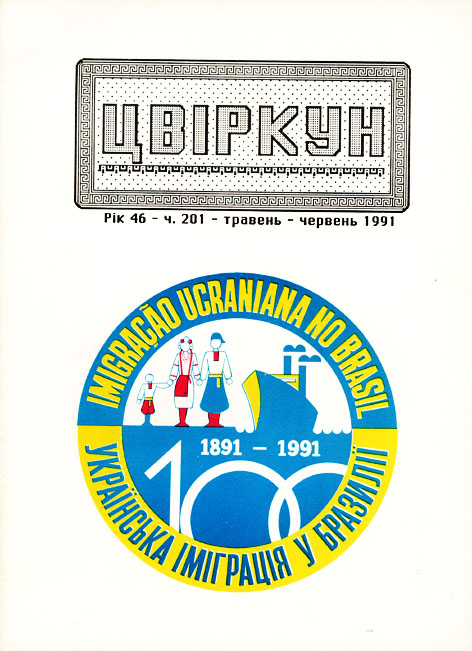 ЦВІРКУН
Рік 46 - ч. 201 - травень - червень 1991
IMIGRAÇÃO UCRANIANA NO BRASIL
1891 - 1991
100
УКРАЇНСЬКА ІМІГРАЦІЯ У БРАЗИЛІЇ